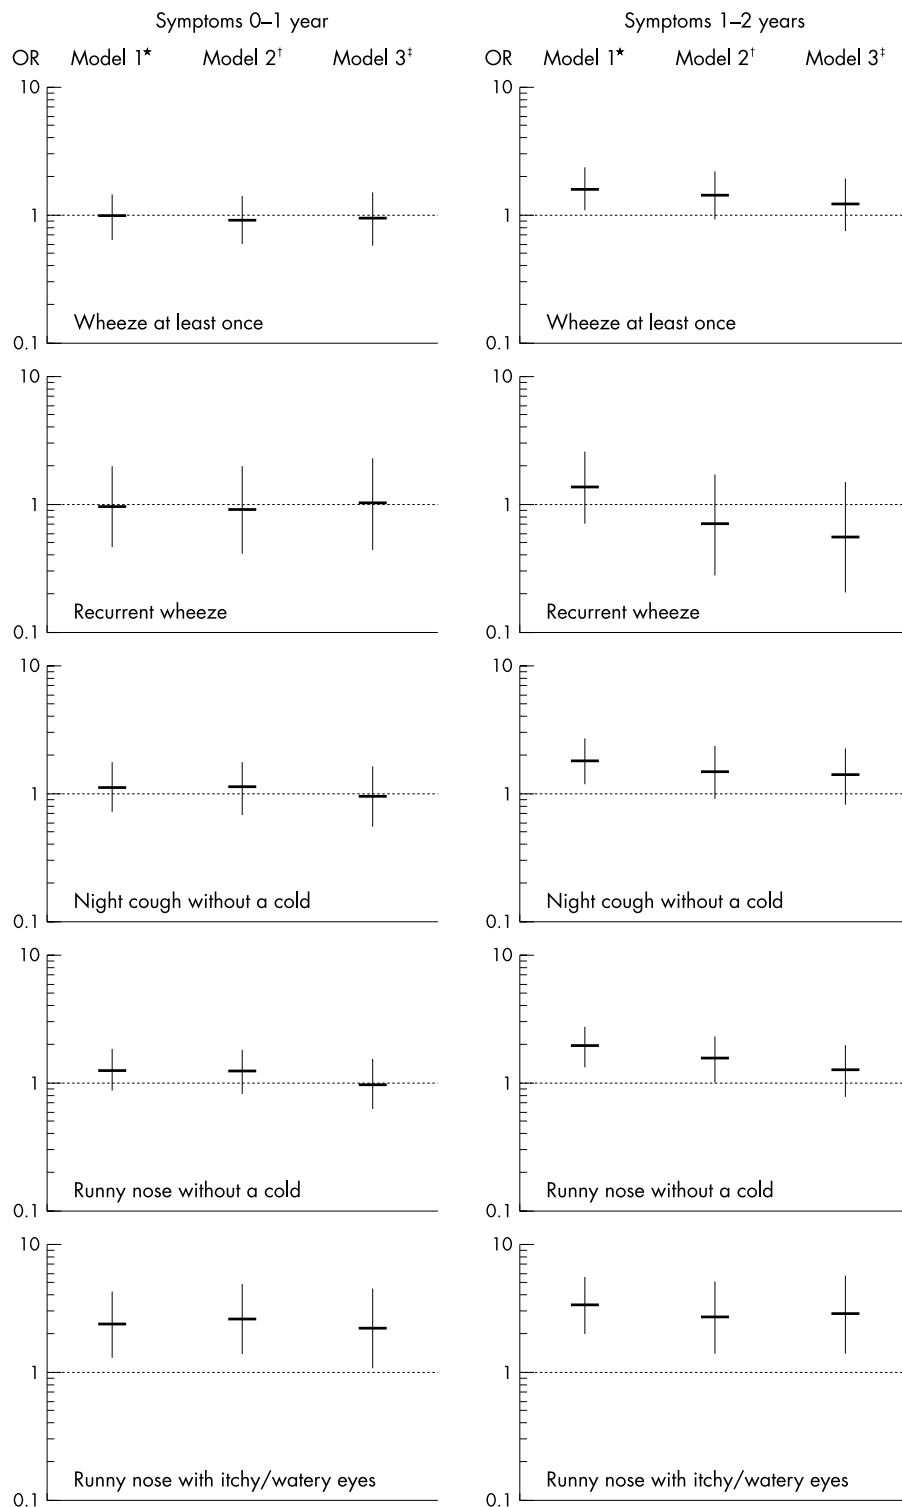 Symptoms 0–1 year
Symptoms 1–2 years
OR Model 1★ Model 2† Model 3‡
OR Model 1★ Model 2† Model 3‡
10
1
Wheeze at least once
0.1
10
1
Wheeze at least once
0.1
10
1
Recurrent wheeze
0.1
10
1
Recurrent wheeze
0.1
10
1
Night cough without a cold
0.1
10
1
Night cough without a cold
0.1
10
1
Runny nose without a cold
0.1
10
1
Runny nose without a cold
0.1
10
1
Runny nose with itchy/watery eyes
0.1
10
1
Runny nose with itchy/watery eyes
0.1